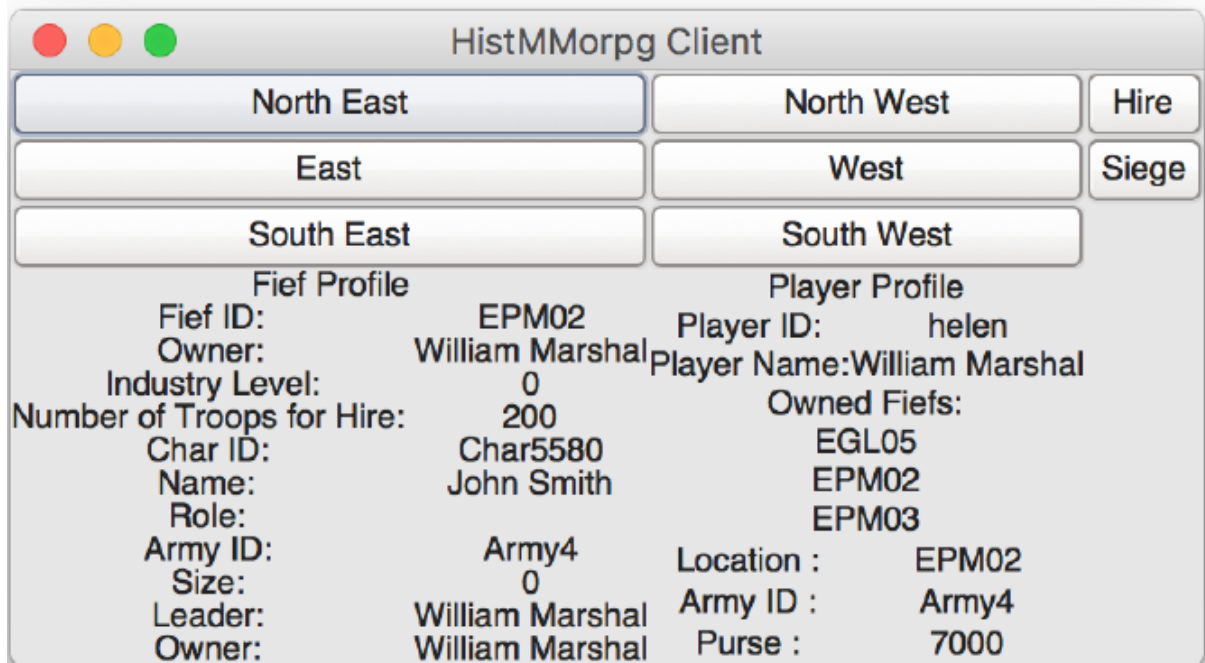 HistMMorpg Client
North East North West Hire
East West Siege
South East South West
Fief Profile
Fief ID: EPM02
Owner: William Marshal
Industry Level: 0
Number of Troops for Hire: 200
Char ID: Char5580
Name: John Smith
Role:
Army ID: Army4
Size: 0
Leader: William Marshal
Owner: William Marshal
Player Profile
Player ID: helen
Player Name:William Marshal
Owned Fiefs:
EGL05
EPM02
EPM03
Location : EPM02
Army ID : Army4
Purse : 7000